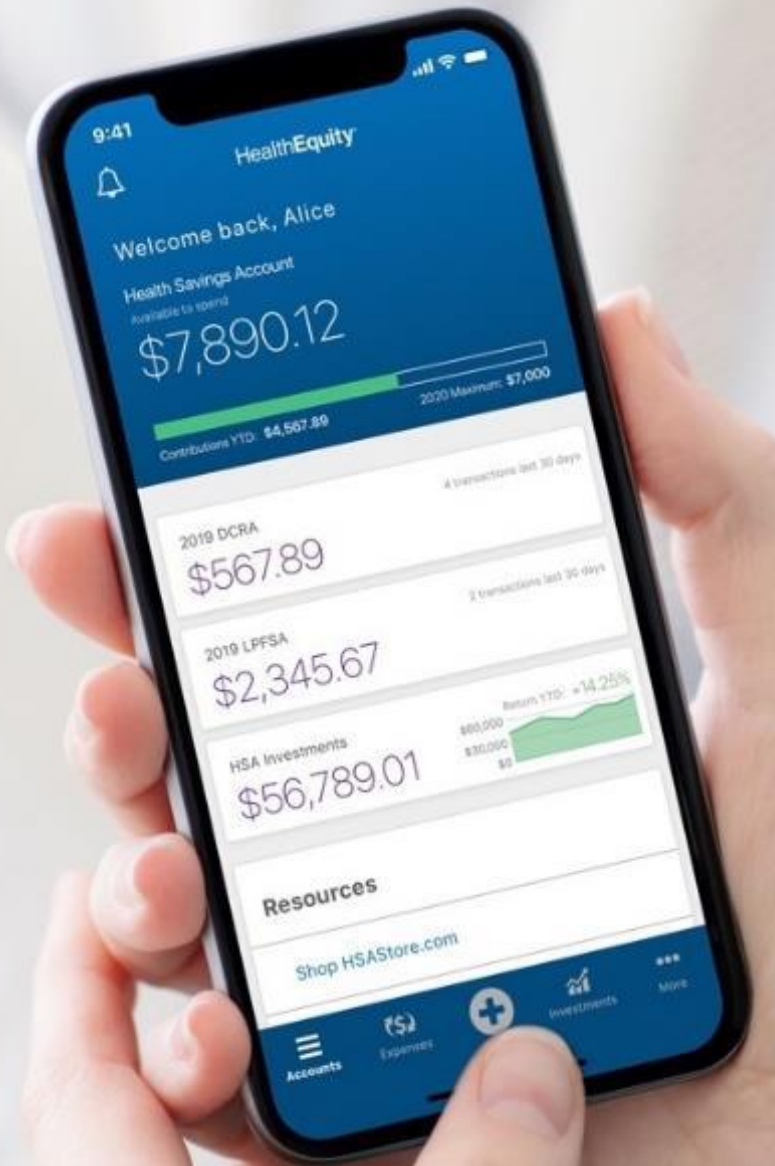 9:41
HealthEquity
Welcome back, Alice
Health Savings Account
Available to spend
$7,890.12
Contributions YTD: $4,567.89
2020 Maximum: $7,000
2019 DCRA
4 transactions last 30 days
$567.89
2019 LPFSA
2 transactions last 30 days
$2,345.67
HSA Investments
Return YTD: +14.25%
$56,789.01
$60,000
$30,000
$0
Resources
Shop HSAStore.com
Accounts
Expenses
Investments
More